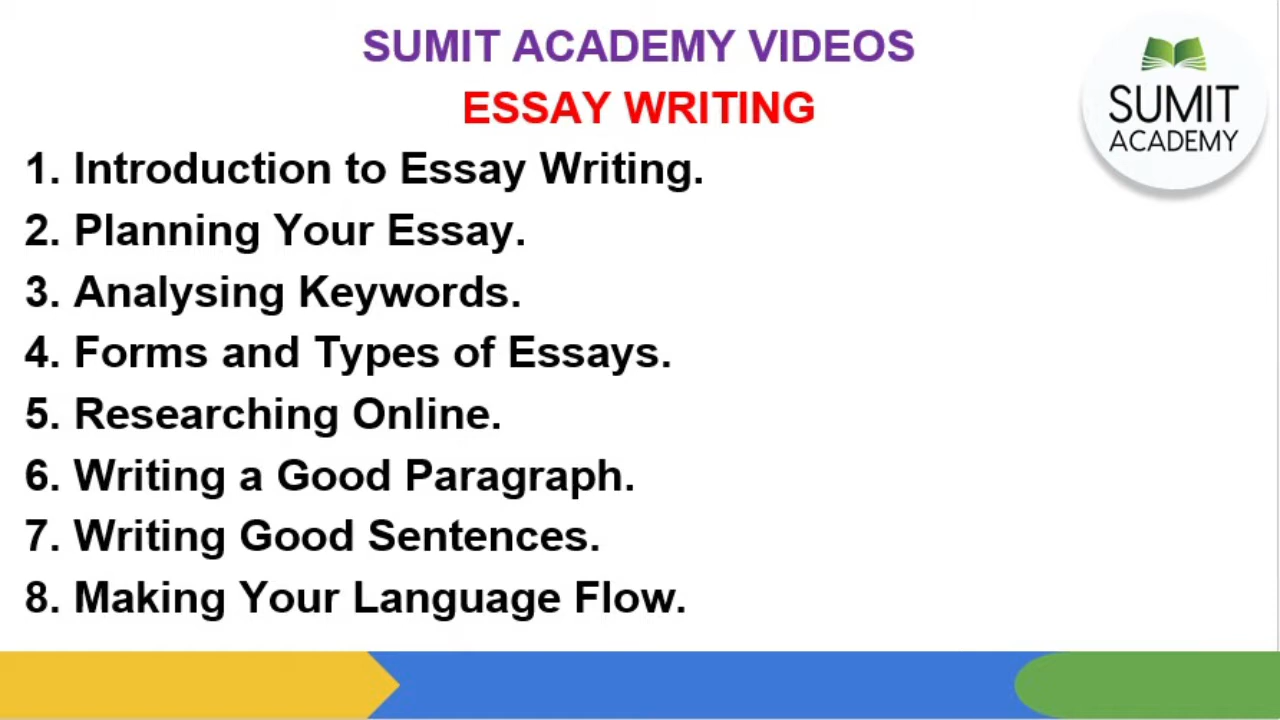 SUMIT ACADEMY VIDEOS
ESSAY WRITING
SUMIT
ACADEMY
1. Introduction to Essay Writing.
2. Planning Your Essay.
3. Analysing Keywords.
4. Forms and Types of Essays.
5. Researching Online.
6. Writing a Good Paragraph.
7. Writing Good Sentences.
8. Making Your Language Flow.